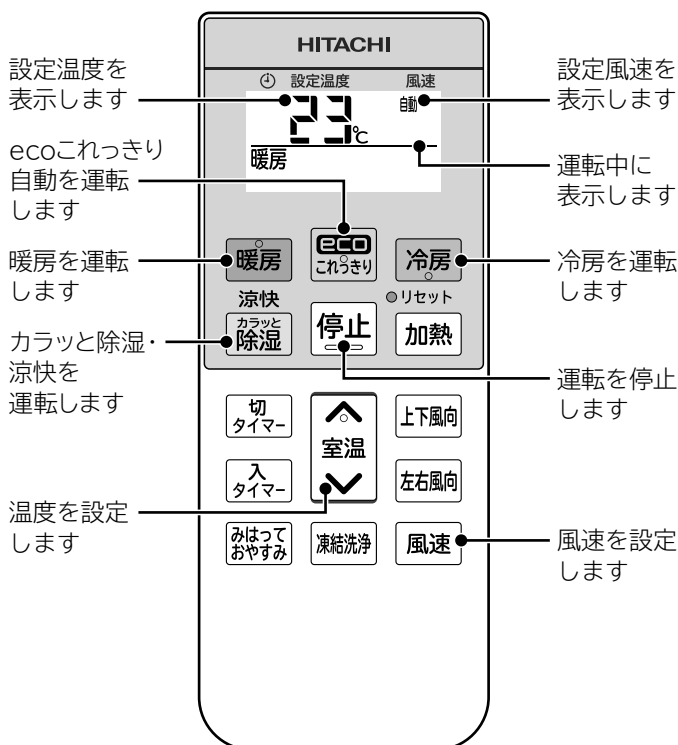 HITACHI
設定温度 風速
23℃ 自動
暖房
設定温度を
表示します
ecoこれっきり
自動を運転
します
暖房を運転
します
カラッと除湿・
涼快を
運転します
温度を設定
します
設定風速を
表示します
運転中に
表示します
冷房を運転
します
運転を停止
します
風速を設定
します
暖房
eco
これっきり
冷房
涼快
リセット
カラッと
除湿
停止
加熱
切
タイマー
室温
上下風向
入
タイマー
左右風向
みはって
おやすみ
凍結洗浄
風速